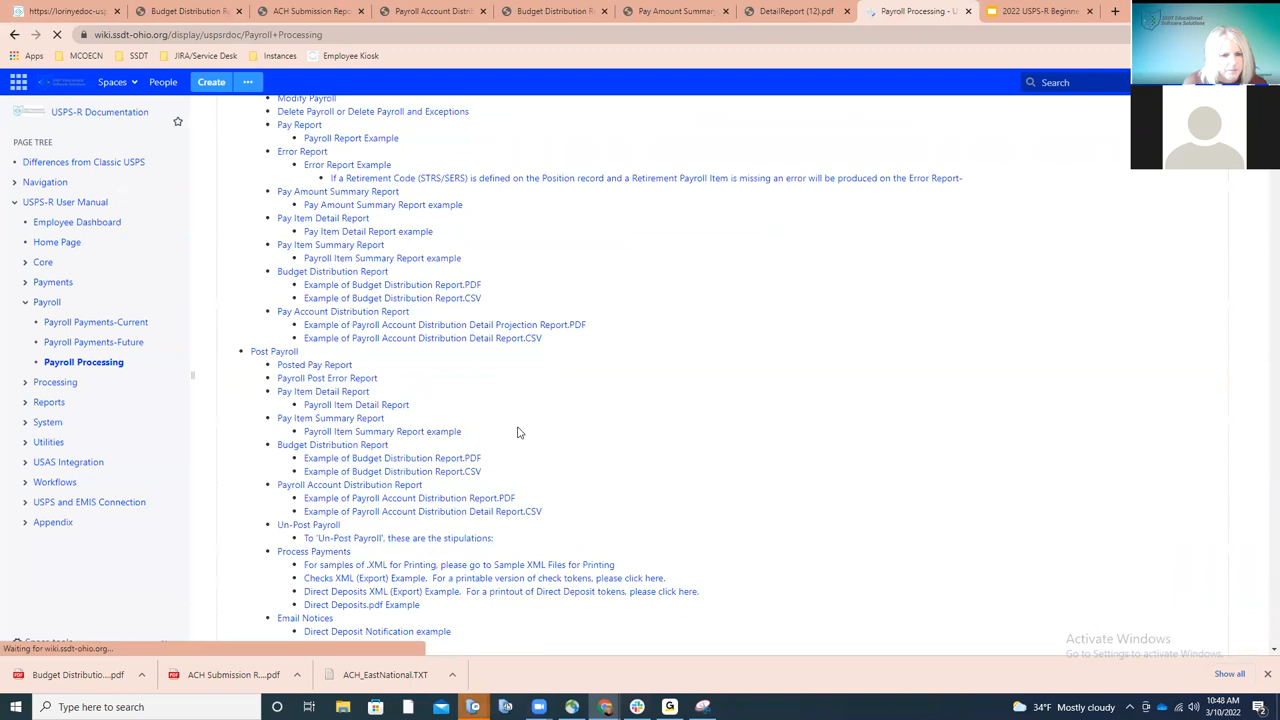 Budget Distribution
Payroll Account Distri
Budget Distribution R
Pay Amount Summar
DetailReport (12).pdf
Payroll Processing - U
2022 USPS-R Beginne
wiki.ssdt-ohio.org/display/uspsrdoc/Payroll+Processing
Apps MCOECN SSDT JIRA/Service Desk Instances Employee Kiosk
Spaces People Create ··· Search
SSDT Educational
Software Solutions
USPS-R Documentation
PAGE TREE
Differences from Classic USPS
Navigation
USPS-R User Manual
Employee Dashboard
Home Page
Core
Payments
Payroll
Payroll Payments-Current
Payroll Payments-Future
Payroll Processing
Processing
Reports
System
Utilities
USAS Integration
Workflows
USPS and EMIS Connection
Appendix
Space tools
Modify Payroll
Delete Payroll or Delete Payroll and Exceptions
Pay Report
Payroll Report Example
Error Report
Error Report Example
If a Retirement Code (STRS/SERS) is defined on the Position record and a Retirement Payroll Item is missing an error will be produced on the Error Report-
Pay Amount Summary Report
Pay Amount Summary Report example
Pay Item Detail Report
Pay Item Detail Report example
Pay Item Summary Report
Payroll Item Summary Report example
Budget Distribution Report
Example of Budget Distribution Report.PDF
Example of Budget Distribution Report.CSV
Pay Account Distribution Report
Example of Payroll Account Distribution Detail Projection Report.PDF
Example of Payroll Account Distribution Detail Report.CSV
Post Payroll
Posted Pay Report
Payroll Post Error Report
Pay Item Detail Report
Payroll Item Detail Report
Pay Item Summary Report
Payroll Item Summary Report example
Budget Distribution Report
Example of Budget Distribution Report.PDF
Example of Budget Distribution Report.CSV
Payroll Account Distribution Report
Example of Payroll Account Distribution Report.PDF
Example of Payroll Account Distribution Detail Report.CSV
Un-Post Payroll
To 'Un-Post Payroll', these are the stipulations:
Process Payments
For samples of .XML for Printing, please go to Sample XML Files for Printing
Checks XML (Export) Example. For a printable version of check tokens, please click here.
Direct Deposits XML (Export) Example. For a printout of Direct Deposit tokens, please click here.
Direct Deposits.pdf Example
Email Notices
Direct Deposit Notification example
Waiting for wiki.ssdt-ohio.org...
Activate Windows
Go to Settings to activate Windows.
Budget Distributio....pdf
ACH Submission R....pdf
ACH_EastNational.TXT
Show all
Type here to search
34°F Mostly cloudy
10:48 AM
3/10/2022
2